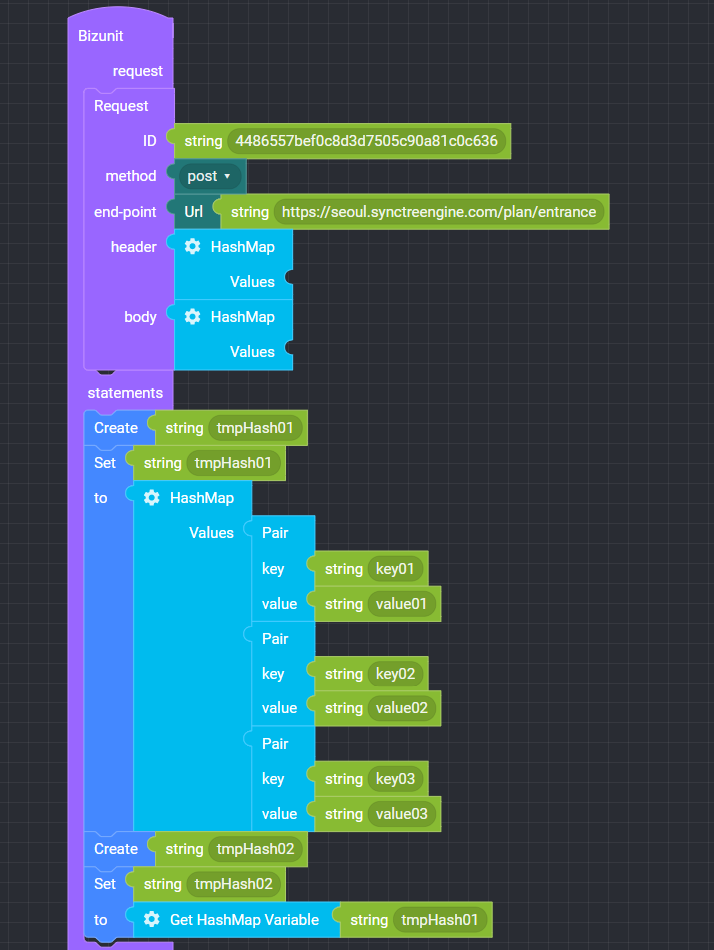 Bizunit
request
Request
ID string 4486557bef0c8d3d7505c90a81c0c636
method post
end-point Url string https://seoul.synctreengine.com/plan/entrance
header HashMap
Values
body HashMap
Values
statements
Create string tmpHash01
Set string tmpHash01
to HashMap
Values Pair
key string key01
value string value01
Pair
key string key02
value string value02
Pair
key string key03
value string value03
Create string tmpHash02
Set string tmpHash02
to Get HashMap Variable string tmpHash01